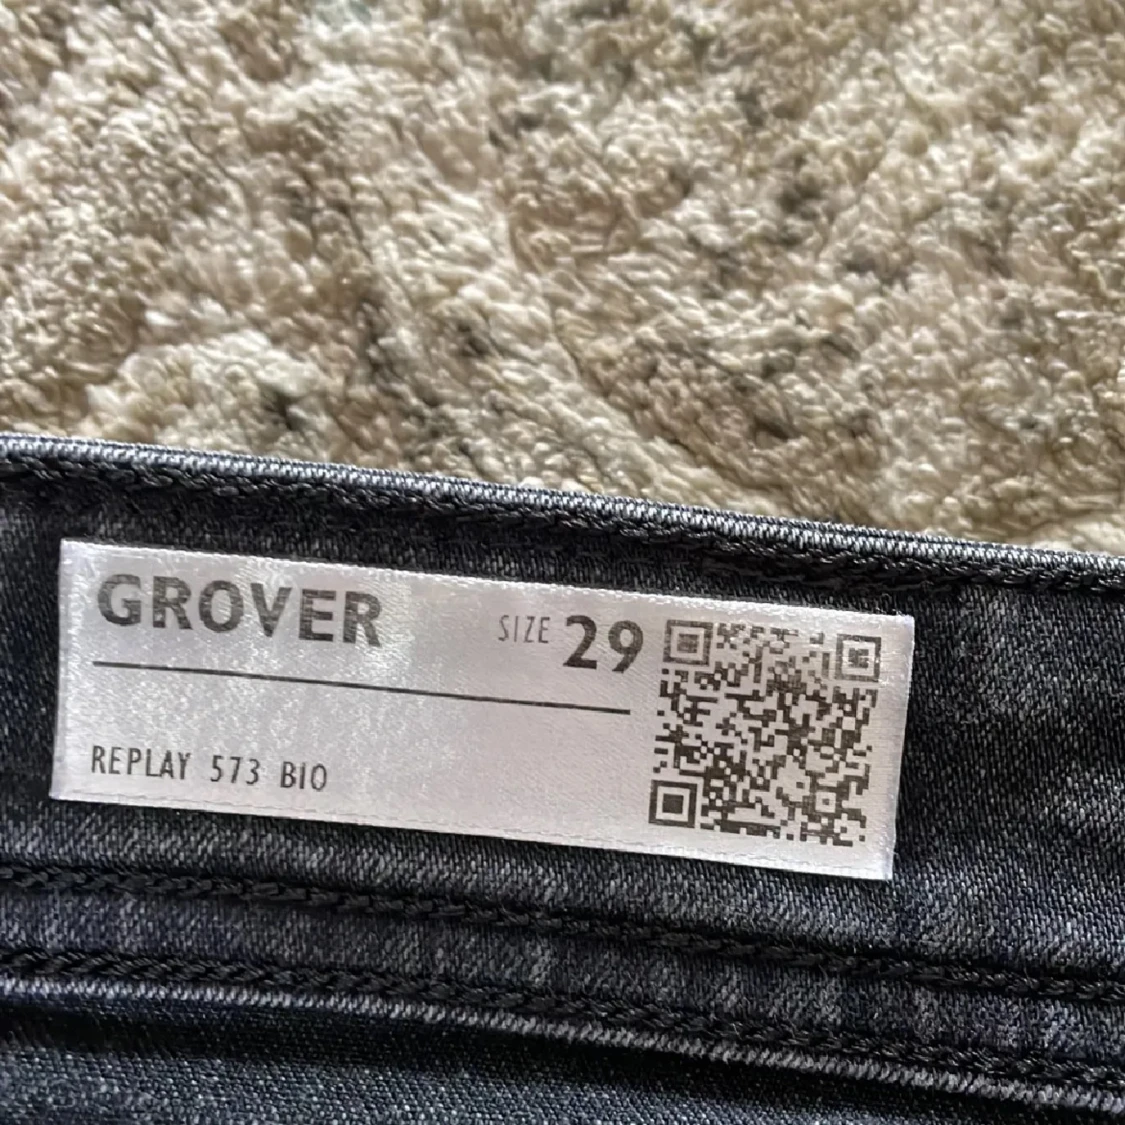 GROVER
SIZE 29
REPLAY 573 BIO